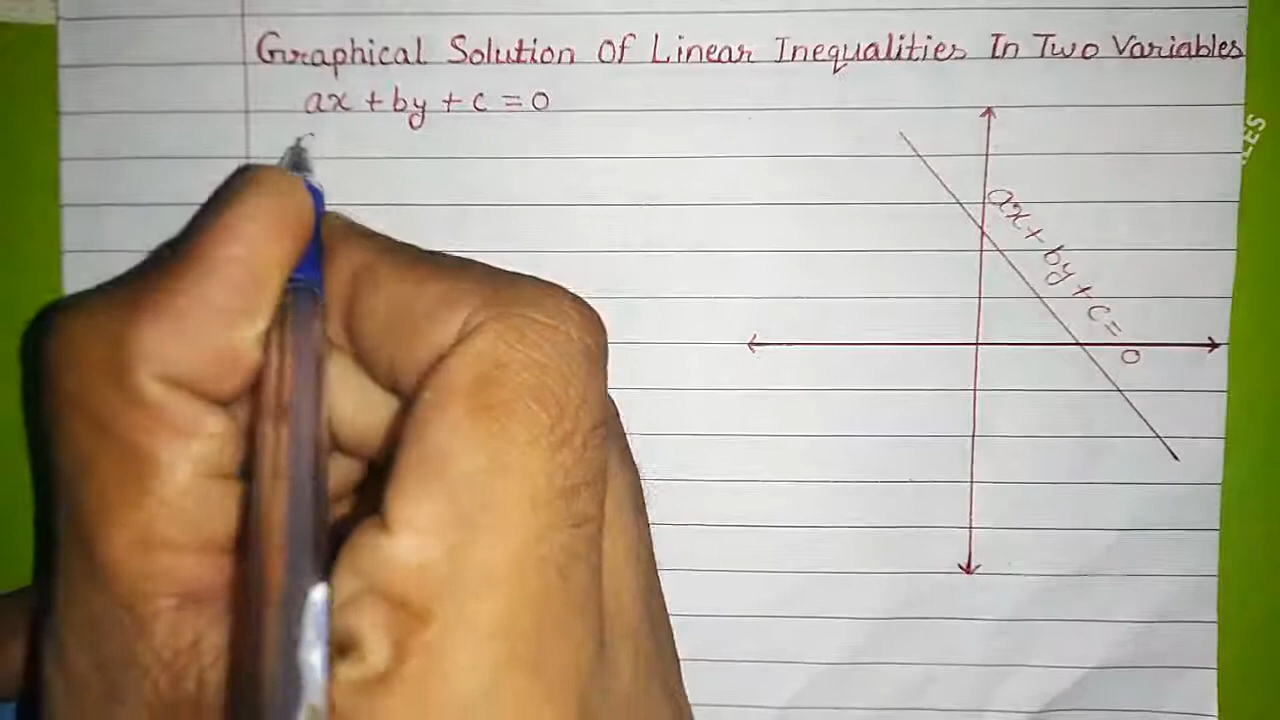 Graphical Solution Of Linear Inequalities In Two Variables
ax + by + c = 0
ax + by + c = 0